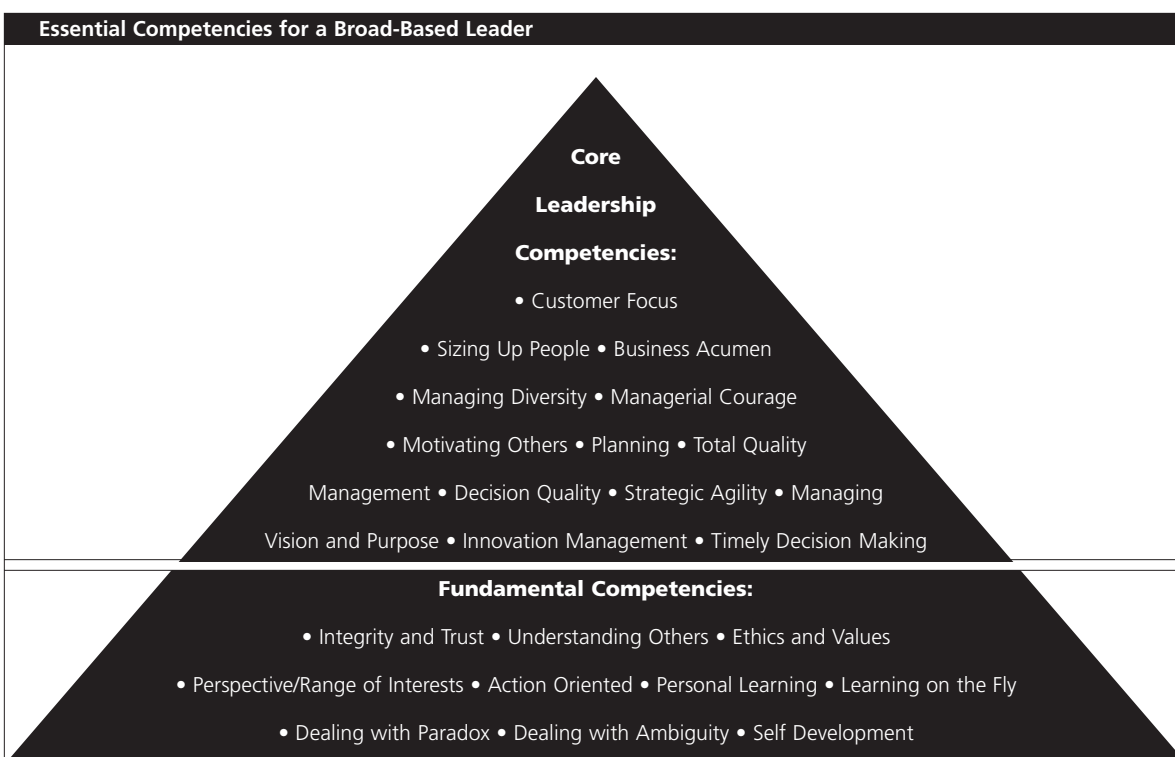 Essential Competencies for a Broad-Based Leader
Core
Leadership
Competencies:
• Customer Focus
• Sizing Up People • Business Acumen
• Managing Diversity • Managerial Courage
• Motivating Others • Planning • Total Quality
Management • Decision Quality • Strategic Agility • Managing
Vision and Purpose • Innovation Management • Timely Decision Making
Fundamental Competencies:
• Integrity and Trust • Understanding Others • Ethics and Values
• Perspective/Range of Interests • Action Oriented • Personal Learning • Learning on the Fly
• Dealing with Paradox • Dealing with Ambiguity • Self Development